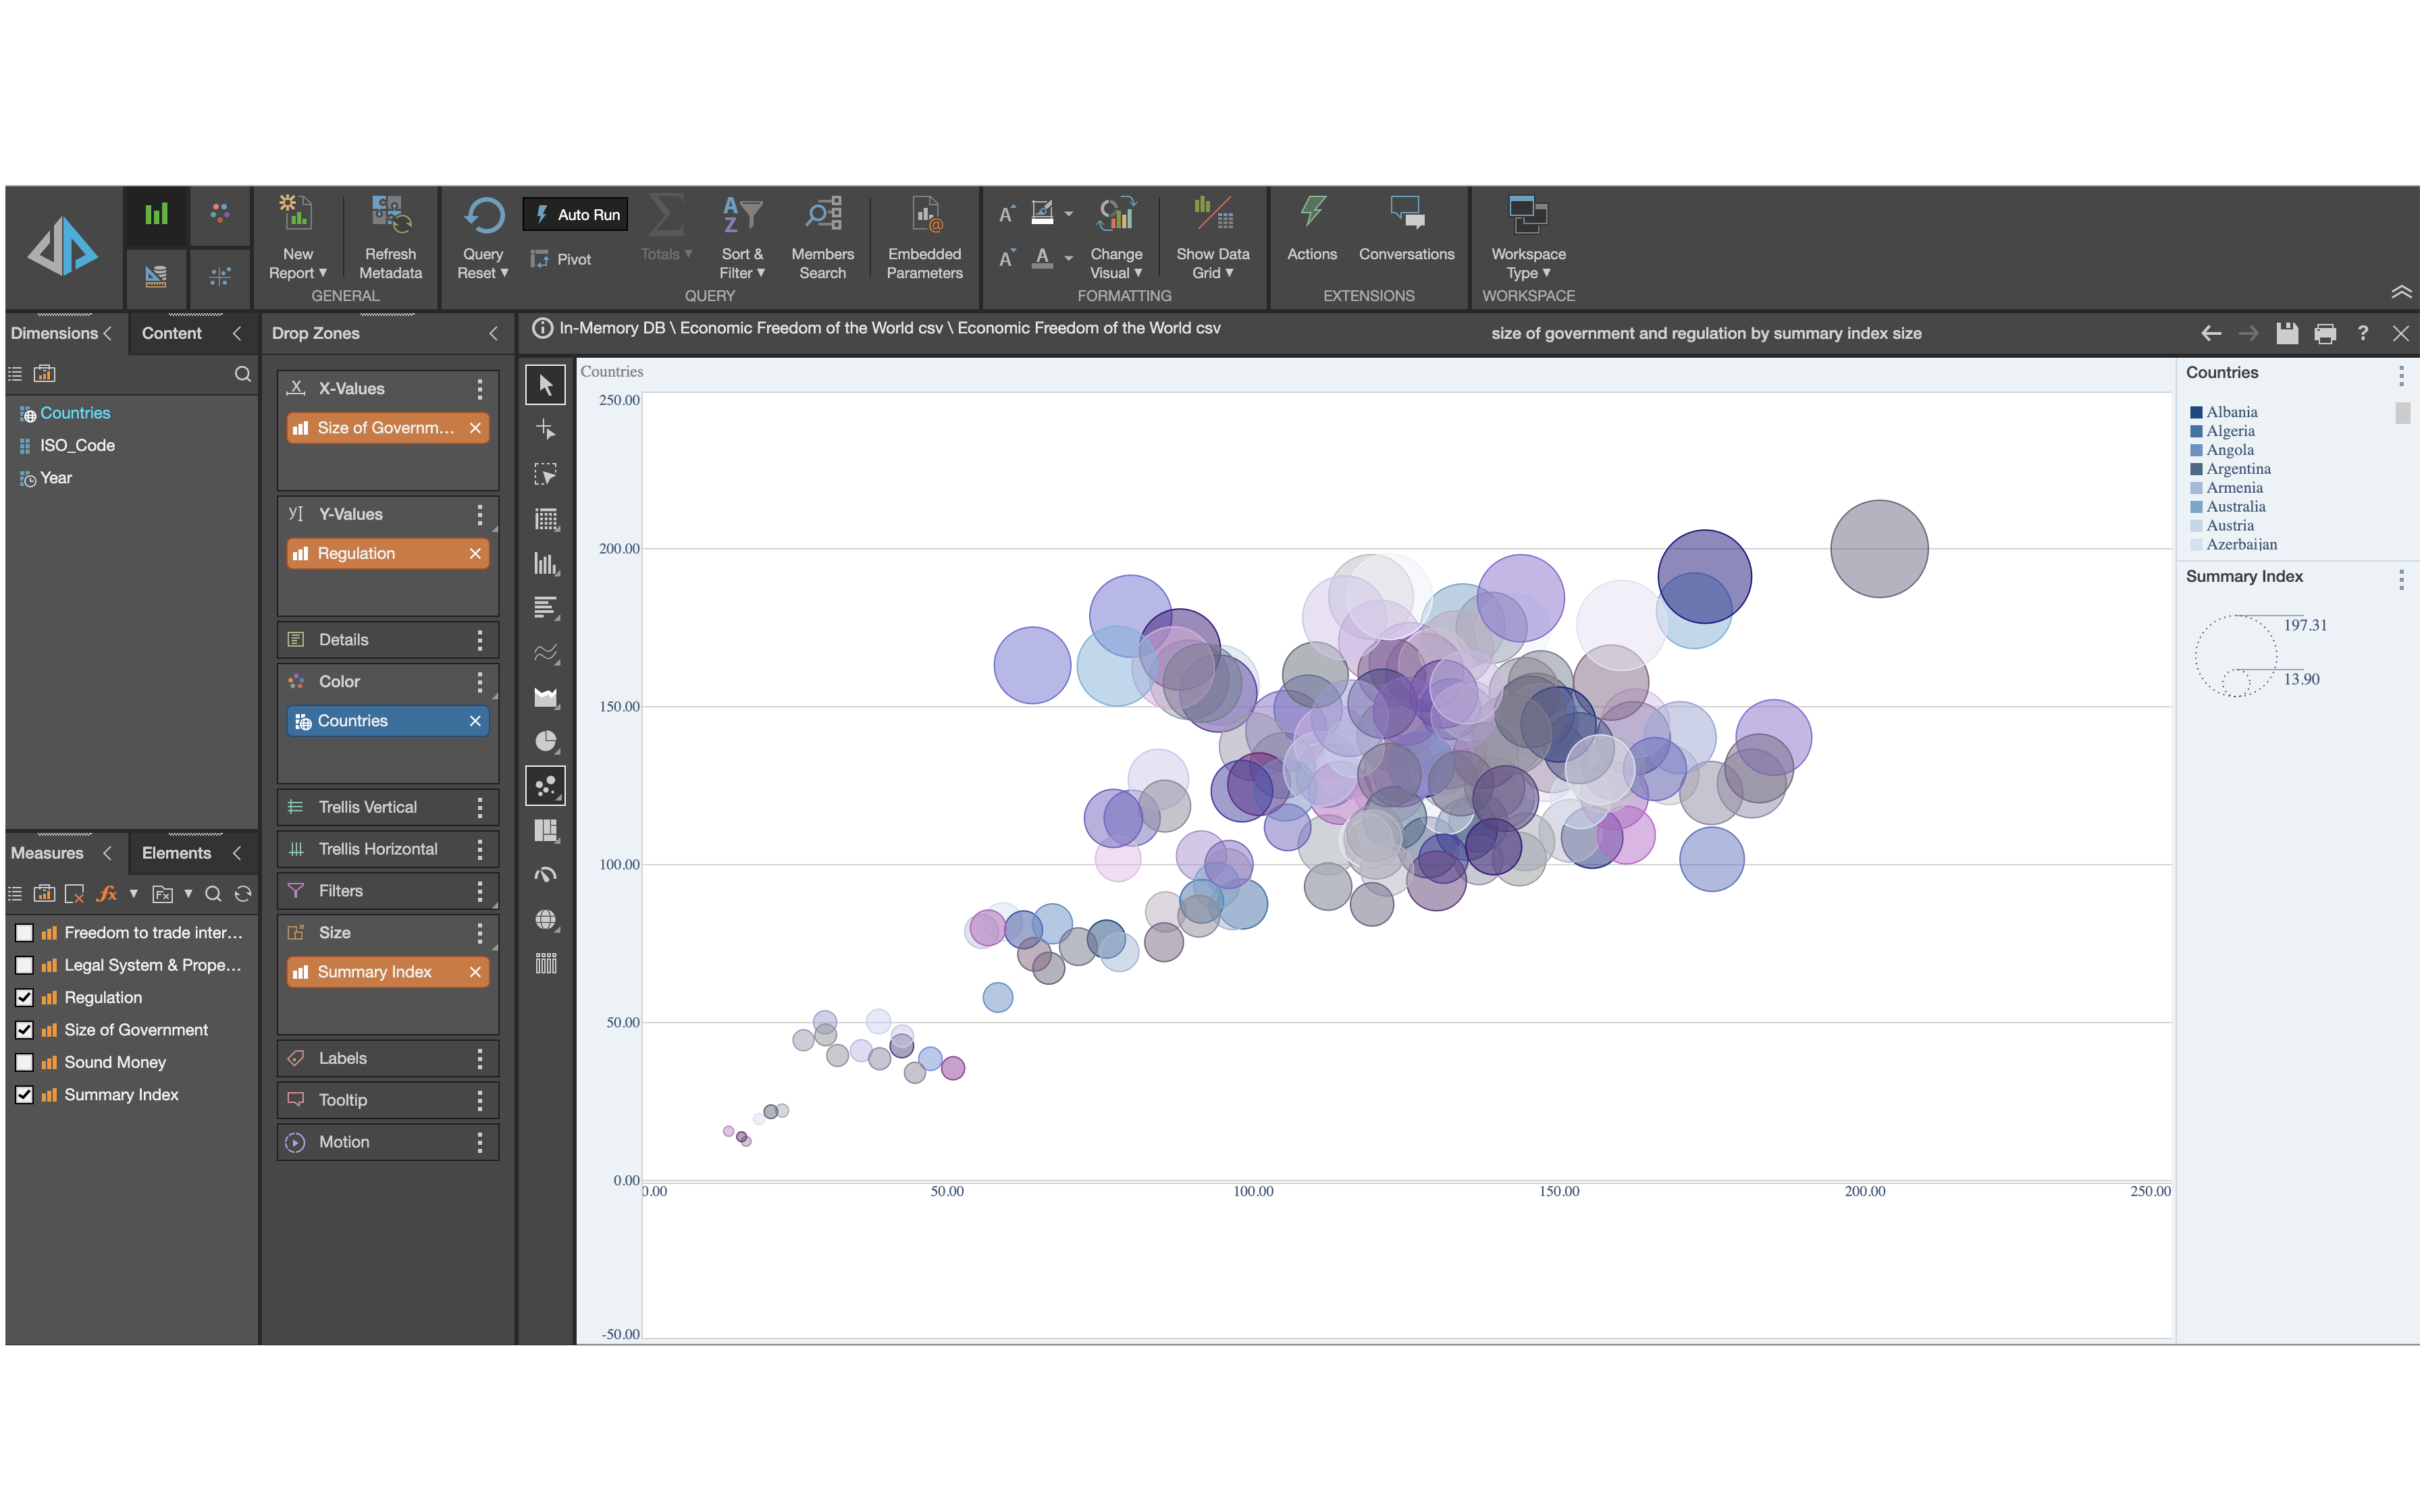 New
Report ▼
Refresh
Metadata
GENERAL
Query
Reset ▼
Auto Run
Pivot
Totals ▼
Sort &
Filter ▼
Members
Search
Embedded
Parameters
QUERY
Change
Visual ▼
Show Data
Grid ▼
FORMATTING
Actions
Conversations
EXTENSIONS
Workspace
Type ▼
WORKSPACE
Dimensions
Content
Countries
ISO_Code
Year
Measures
Elements
Freedom to trade inter...
Legal System & Prope...
Regulation
Size of Government
Sound Money
Summary Index
Drop Zones
X-Values
Size of Governm...
Y-Values
Regulation
Details
Color
Countries
Trellis Vertical
Trellis Horizontal
Filters
Size
Summary Index
Labels
Tooltip
Motion
In-Memory DB \ Economic Freedom of the World csv \ Economic Freedom of the World csv
size of government and regulation by summary index size
?
Countries
250.00
200.00
150.00
100.00
50.00
0.00
-50.00
0.00
50.00
100.00
150.00
200.00
250.00
Countries
Albania
Algeria
Angola
Argentina
Armenia
Australia
Austria
Azerbaijan
Summary Index
197.31
13.90